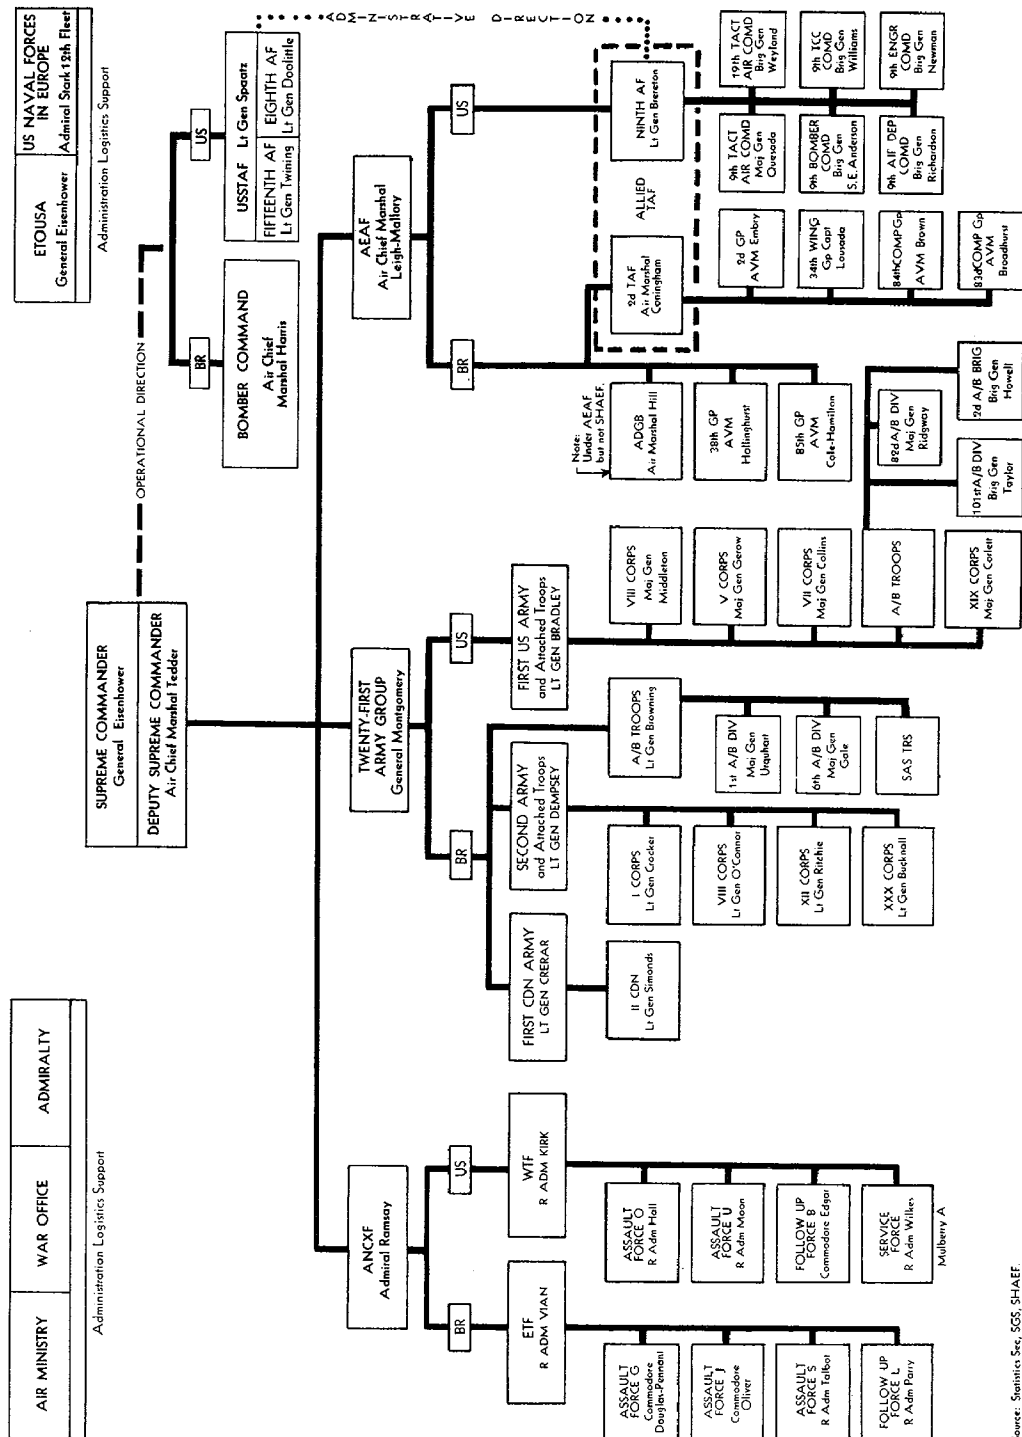 AIR MINISTRY
WAR OFFICE
ADMIRALTY
Administration Logistics Support
SUPREME COMMANDER
General Eisenhower
DEPUTY SUPREME COMMANDER
Air Chief Marshal Tedder
ETOUSA
General Eisenhower
US NAVAL FORCES
IN EUROPE
Admiral Stark 12th Fleet
Administration Logistics Support
OPERATIONAL DIRECTION
BR
US
BOMBER COMMAND
Air Chief
Marshal Harris
USSTAF Lt Gen Spaatz
FIFTEENTH AF
Lt Gen Twining
EIGHTH AF
Lt Gen Doolittle
ADMINISTRATIVE DIRECTION
ANCXF
Admiral Ramsay
BR
US
ETF
R ADM VIAN
WTF
R ADM KIRK
ASSAULT
FORCE G
Commodore
Douglas-Pennant
ASSAULT
FORCE J
Commodore
Oliver
ASSAULT
FORCE S
R Adm Talbot
FOLLOW UP
FORCE L
R Adm Parry
ASSAULT
FORCE O
R Adm Hall
ASSAULT
FORCE U
R Adm Moon
FOLLOW UP
FORCE B
Commodore Edgar
SERVICE
FORCE
R Adm Wilkes
Mulberry A
TWENTY-FIRST
ARMY GROUP
General Montgomery
BR
US
FIRST CDN ARMY
LT GEN CRERAR
II CDN
Lt Gen Simonds
SECOND ARMY
and Attached Troops
LT GEN DEMPSEY
I CORPS
Lt Gen Crocker
VIII CORPS
Lt Gen O'Connor
XII CORPS
Lt Gen Ritchie
XXX CORPS
Lt Gen Bucknall
A/B TROOPS
Lt Gen Browning
1st A/B DIV
Maj Gen
Urquhart
6th A/B DIV
Maj Gen
Gale
SAS TRS
FIRST US ARMY
and Attached Troops
LT GEN BRADLEY
VIII CORPS
Maj Gen
Middleton
V CORPS
Maj Gen Gerow
VII CORPS
Maj Gen Collins
A/B TROOPS
XIX CORPS
Maj Gen Corlett
101st A/B DIV
Brig Gen
Taylor
82d A/B DIV
Maj Gen
Ridgway
2d A/B BRIG
Brig Gen
Howell
AEAF
Air Chief Marshal
Leigh-Mallory
BR
US
Note:
Under AEAF
but not SHAEF.
ADGB
Air Marshal Hill
38th GP
AVM
Hollinghurst
85th GP
AVM
Cole-Hamilton
2d TAF
Air Marshal
Coningham
ALLIED
T.A.F.
NINTH AF
Lt Gen Brereton
2d GP
AVM Embry
34th WING
Gp Capt
Lousada
84th COMP Gp
AVM Brown
83d COMP Gp
AVM
Broadhurst
9th TACT
AIR COMD
Maj Gen
Quesada
9th BOMBER
COMD
Brig Gen
S. E. Anderson
9th AIF DEP
COMD
Brig Gen
Richardson
19th TACT
AIR COMD
Brig Gen
Weyland
9th TCC
COMD
Brig Gen
Williams
9th ENGR
COMD
Brig Gen
Newman
Source: Statistics Sec, SGS, SHAEF.